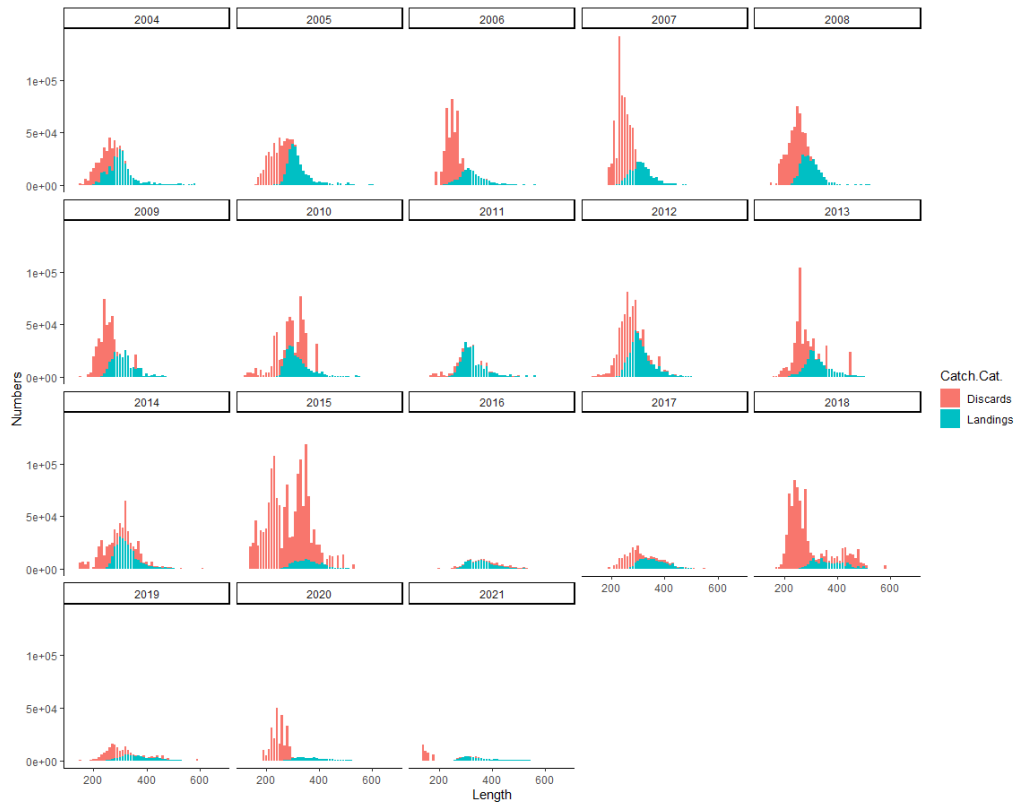 2004 2005 2006 2007 2008
1e+05
5e+04
0e+00
2009 2010 2011 2012 2013
1e+05
5e+04
0e+00
Numbers
Catch.Cat.
Discards
Landings
2014 2015 2016 2017 2018
1e+05
5e+04
0e+00
200 400 600 200 400 600
2019 2020 2021
1e+05
5e+04
0e+00
200 400 600 200 400 600 200 400 600
Length